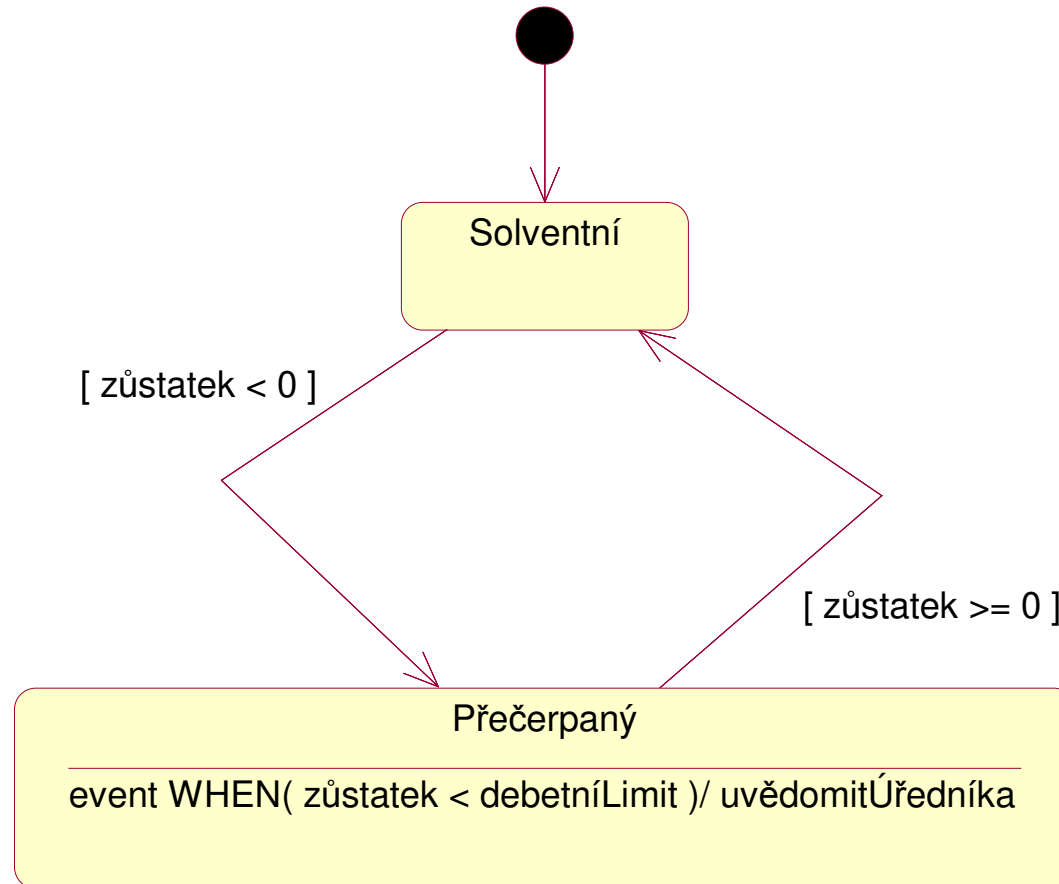 Solventní
[ zůstatek < 0 ]
[ zůstatek >= 0 ]
Přečerpaný
event WHEN( zůstatek < debetníLimit )/ uvědomitÚředníka